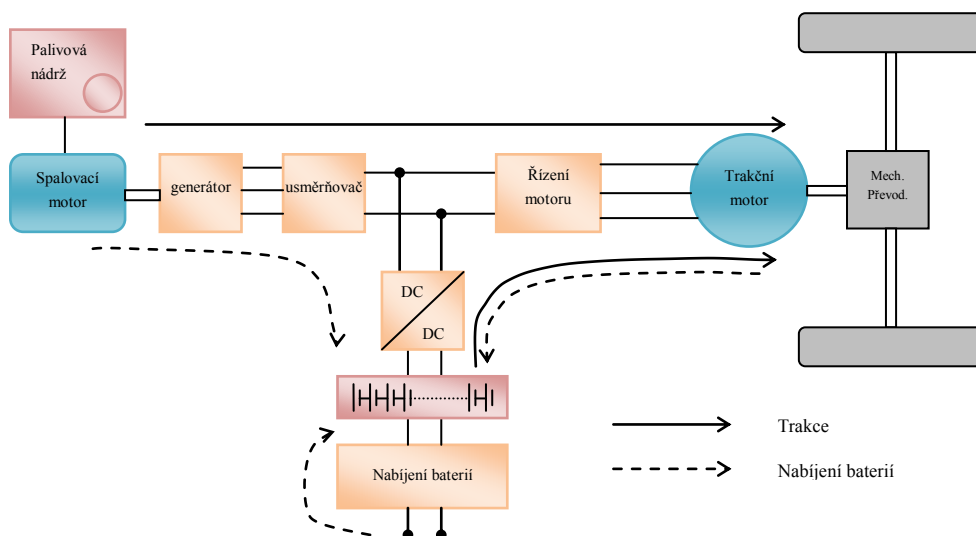 Palivová
nádrž
Spalovací
motor
generátor
usměrňovač
Řízení
motoru
Trakční
motor
Mech.
Převod.
DC
DC
Nabíjení baterií
Trakce
Nabíjení baterií